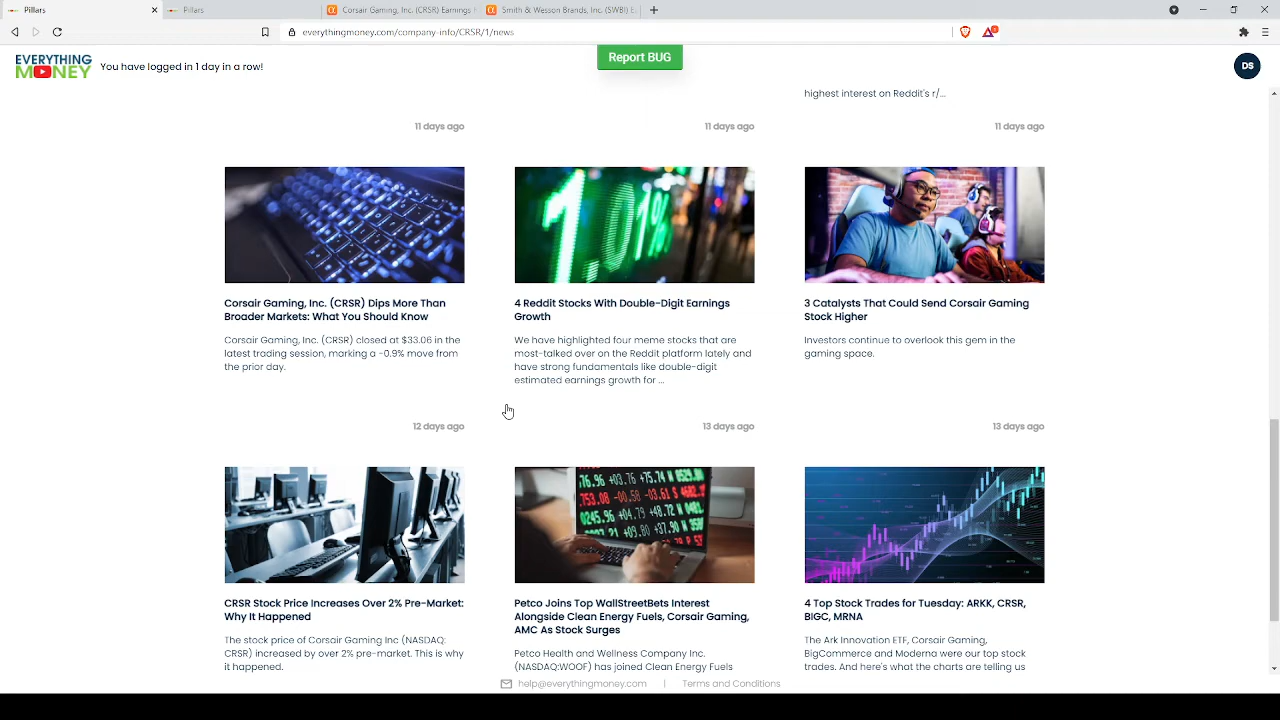 Pillars
Pillars
Corsair Gaming, Inc. (CRSR) Earnings
Smith & Wesson Brands, Inc. (SWBI) E.
everythingmoney.com/company-info/CRSR/1/news
EVERYTHING
MONEY
You have logged in 1 day in a row!
Report BUG
DS
highest interest on Reddit's r/...
11 days ago
11 days ago
11 days ago
101%
Corsair Gaming, Inc. (CRSR) Dips More Than
Broader Markets: What You Should Know
Corsair Gaming, Inc. (CRSR) closed at $33.06 in the
latest trading session, marking a -0.9% move from
the prior day.
12 days ago
4 Reddit Stocks With Double-Digit Earnings
Growth
We have highlighted four meme stocks that are
most-talked over on the Reddit platform lately and
have strong fundamentals like double-digit
estimated earnings growth for ...
13 days ago
3 Catalysts That Could Send Corsair Gaming
Stock Higher
Investors continue to overlook this gem in the
gaming space.
13 days ago
CRSR Stock Price Increases Over 2% Pre-Market:
Why It Happened
The stock price of Corsair Gaming Inc (NASDAQ:
CRSR) increased by over 2% pre-market. This is why
it happened.
Petco Joins Top WallStreetBets Interest
Alongside Clean Energy Fuels, Corsair Gaming,
AMC As Stock Surges
Petco Health and Wellness Company Inc.
(NASDAQ:WOOF) has joined Clean Energy Fuels
4 Top Stock Trades for Tuesday: ARKK, CRSR,
BIGC, MRNA
The Ark Innovation ETF, Corsair Gaming,
BigCommerce and Moderna were our top stock
trades. And here's what the charts are telling us
help@everythingmoney.com | Terms and Conditions